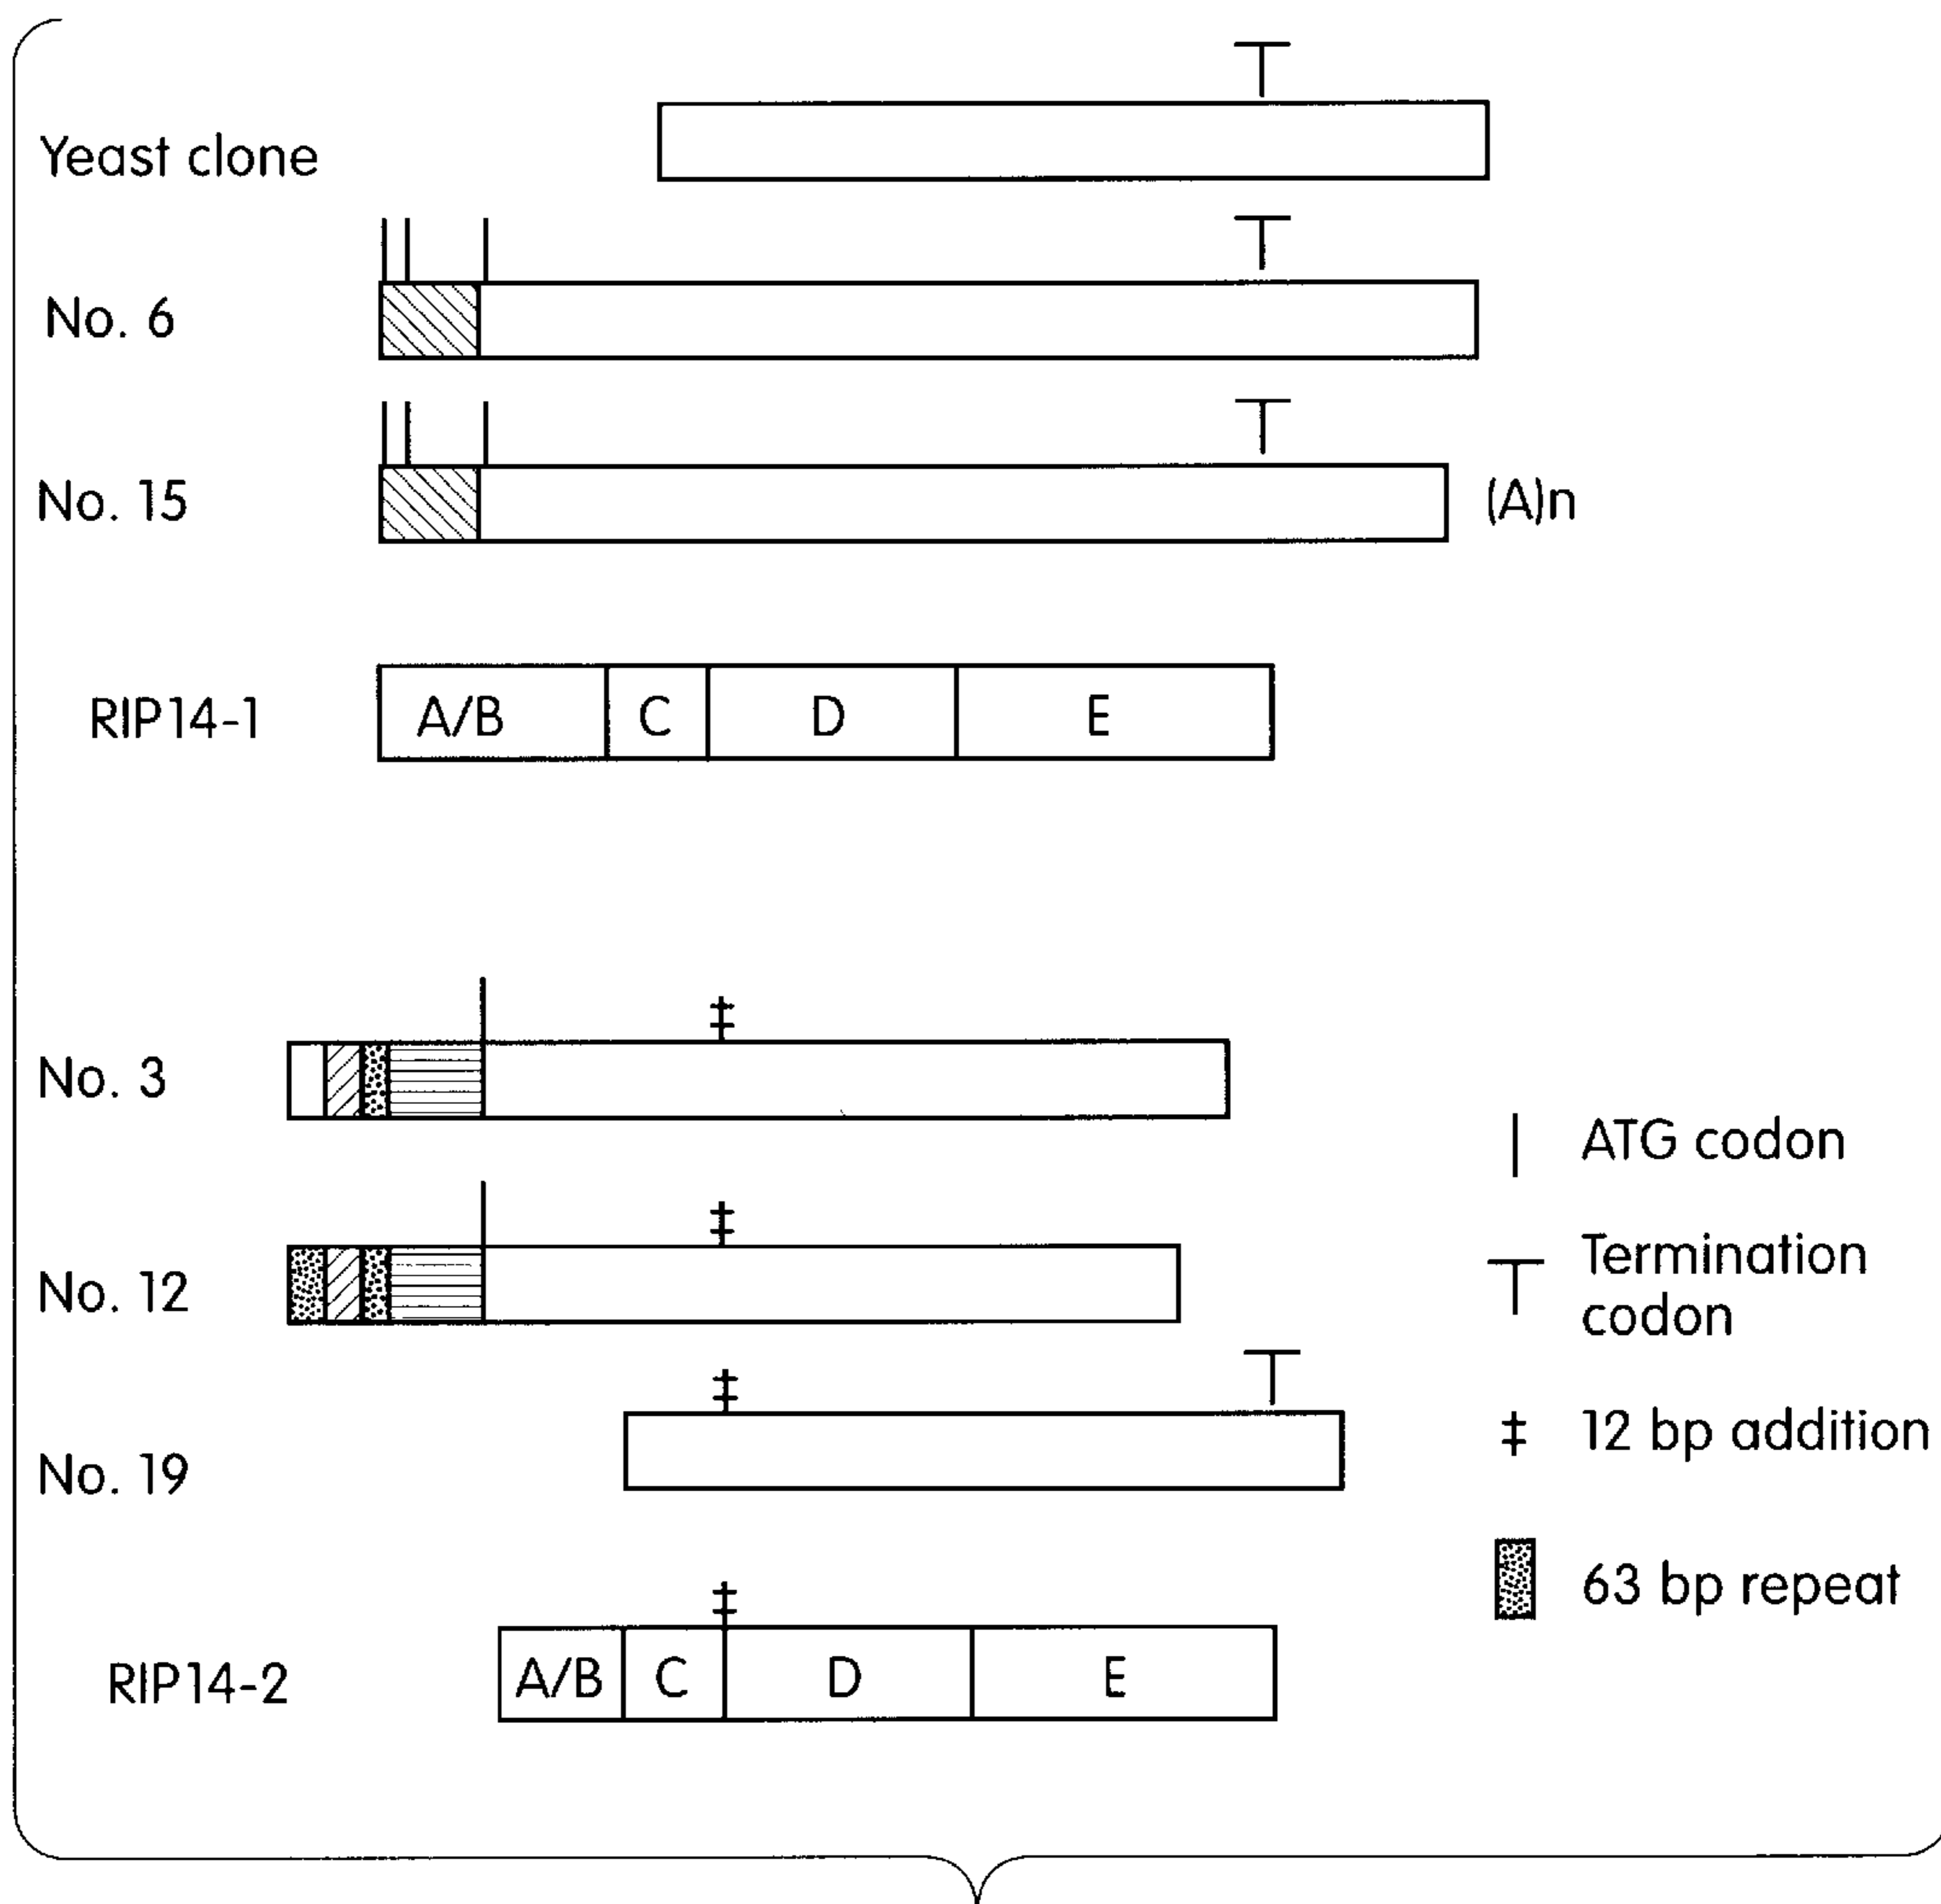 Yeast clone
No. 6
No. 15
(A)n
RIP14-1
A/B C D E
No. 3
No. 12
No. 19
RIP14-2
A/B C D E
ATG codon
Termination
codon
12 bp addition
63 bp repeat